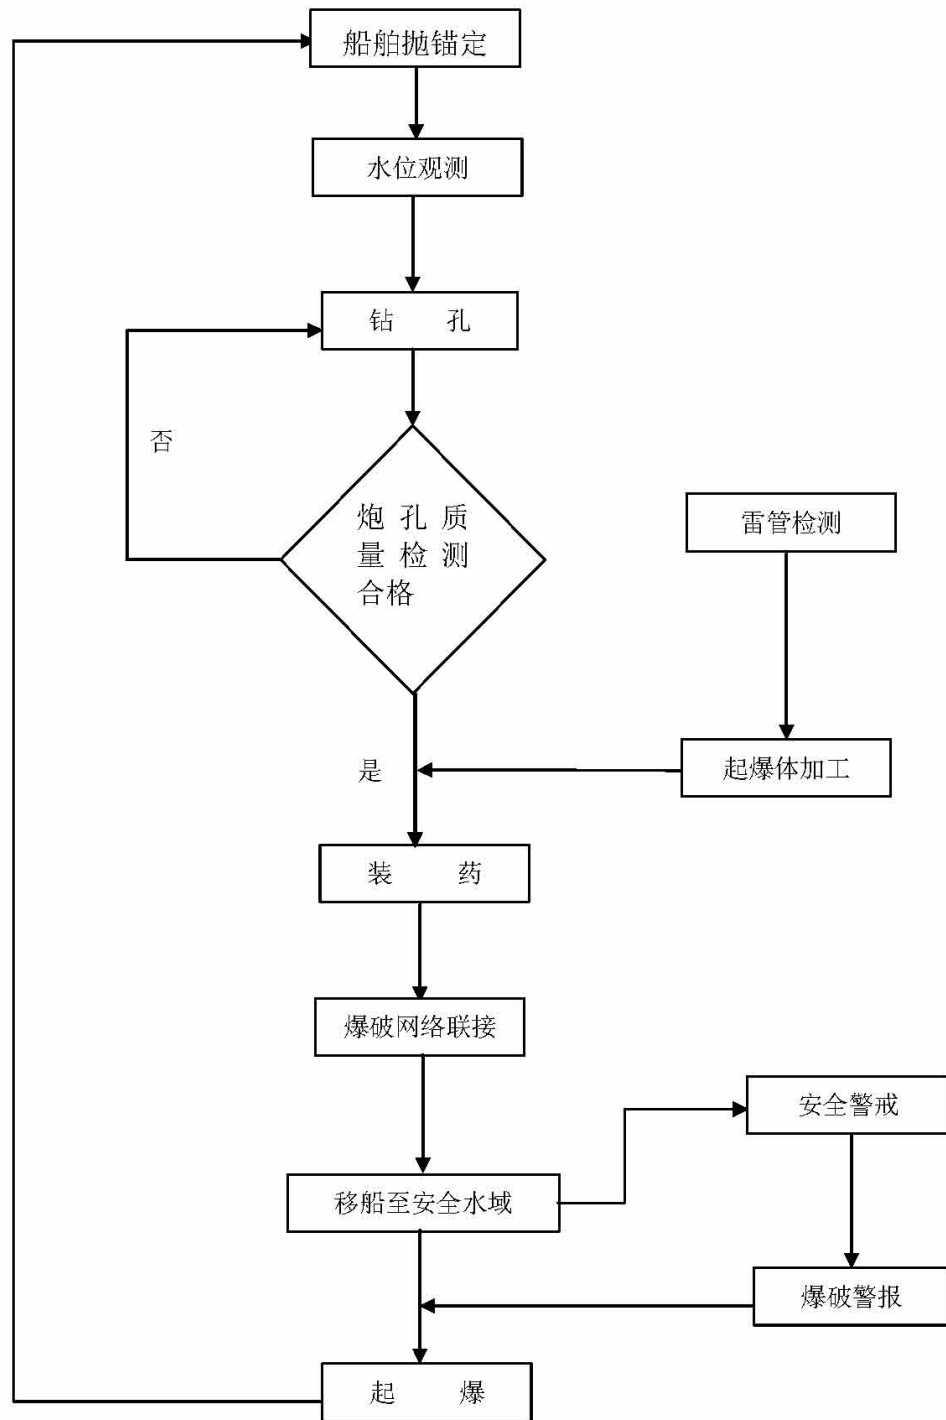 船舶抛锚定
水位观测
钻 孔
否
炮孔质
量检测
合格
雷管检测
是
起爆体加工
装 药
爆破网络联接
安全警戒
移船至安全水域
爆破警报
起 爆